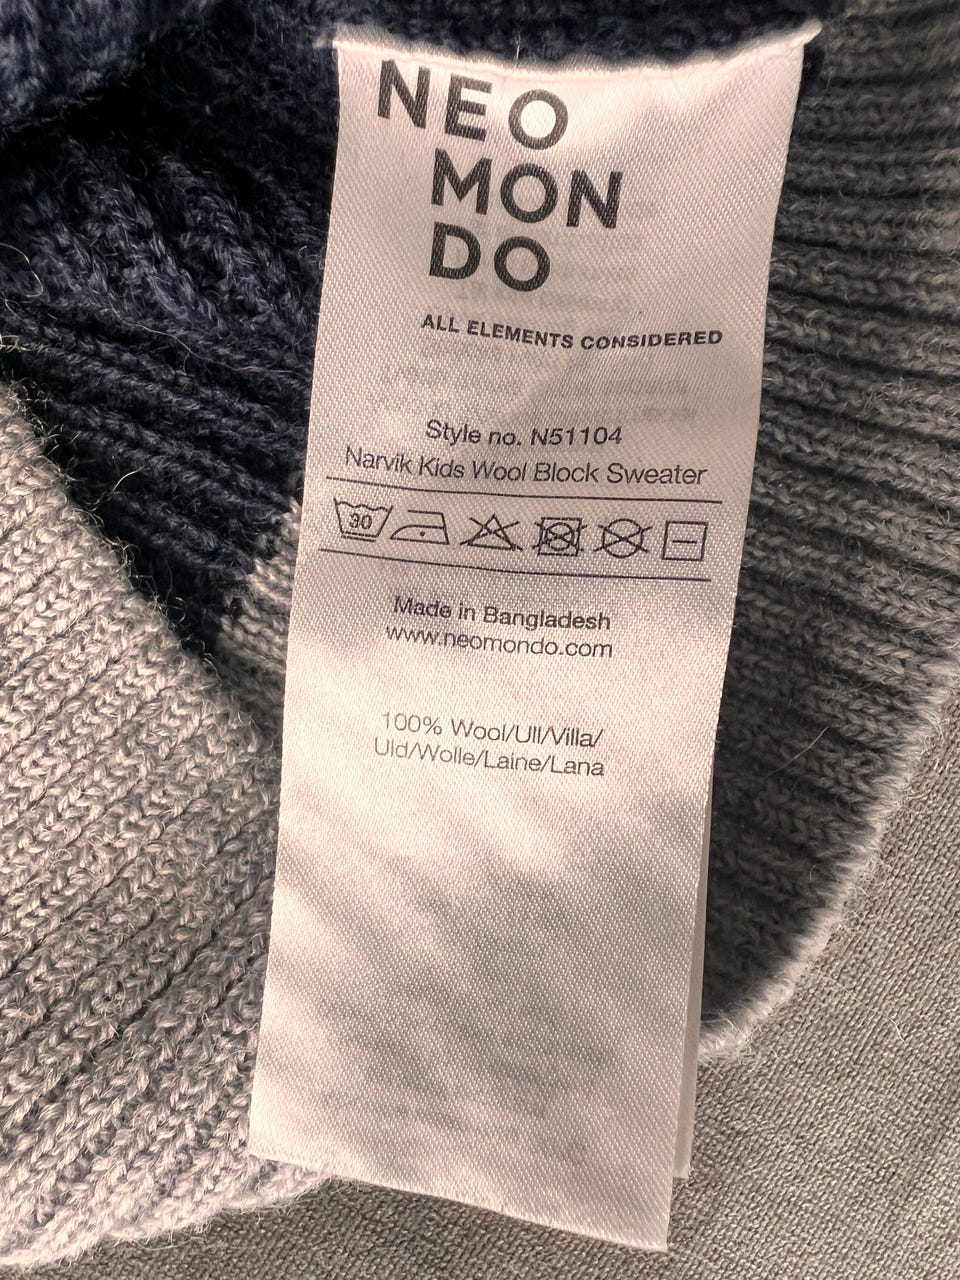 NEO
MON
DO
ALL ELEMENTS CONSIDERED
Style no. N51104
Narvik Kids Wool Block Sweater
30
Made in Bangladesh
www.neomondo.com
100% Wool/Ull/Villa/
Uld/Wolle/Laine/Lana